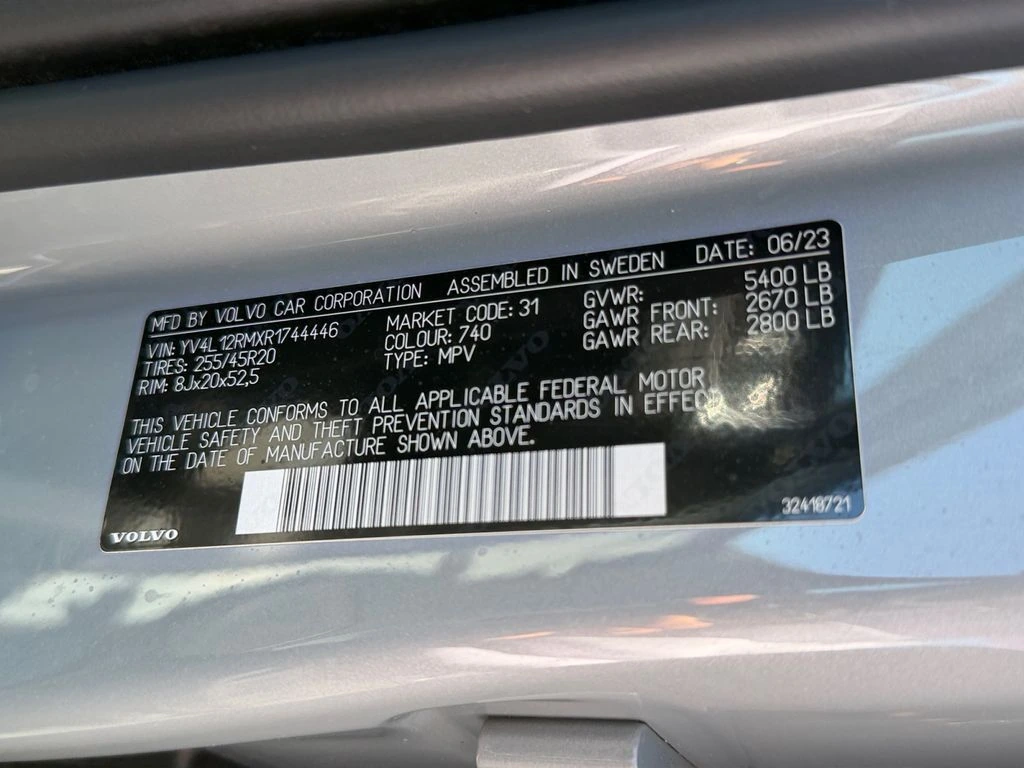 MFD BY VOLVO CAR CORPORATION ASSEMBLED IN SWEDEN DATE: 06/23
VIN: YV4L12RMXR1744446 MARKET CODE: 31 GVWR: 5400 LB
TIRES: 255/45R20 COLOUR: 740 GAWR FRONT: 2670 LB
RIM: 8Jx20x52,5 TYPE: MPV GAWR REAR: 2800 LB
THIS VEHICLE CONFORMS TO ALL APPLICABLE FEDERAL MOTOR
VEHICLE SAFETY AND THEFT PREVENTION STANDARDS IN EFFECT
ON THE DATE OF MANUFACTURE SHOWN ABOVE.
VOLVO 32418721